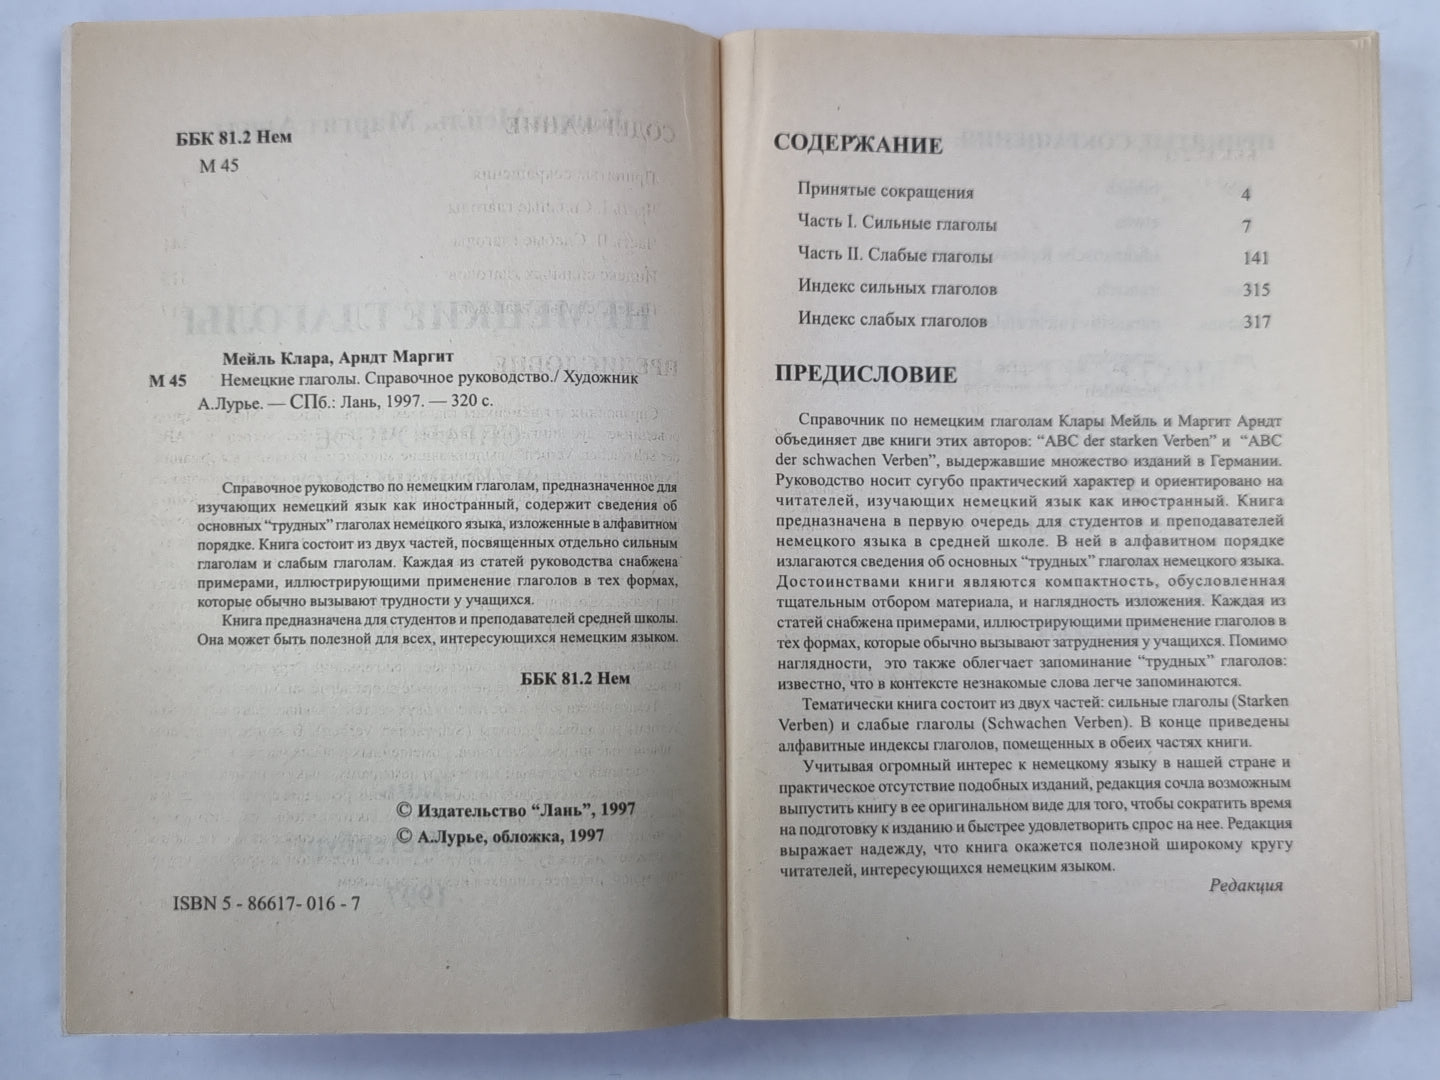 ББК 81.2 Нем
М 45
Мейль Клара, Арндт Маргит
М 45 Немецкие глаголы. Справочное руководство./ Художник
А.Лурье. — СПб.: Лань, 1997. — 320 с.
Справочное руководство по немецким глаголам, предназначенное для
изучающих немецкий язык как иностранный, содержит сведения об
основных “трудных” глаголах немецкого языка, изложенные в алфавитном
порядке. Книга состоит из двух частей, посвященных отдельно сильным
глаголам и слабым глаголам. Каждая из статей руководства снабжена
примерами, иллюстрирующими применение глаголов в тех формах,
которые обычно вызывают трудности у учащихся.
Книга предназначена для студентов и преподавателей средней школы.
Она может быть полезной для всех, интересующихся немецким языком.
ББК 81.2 Нем
© Издательство “Лань”, 1997
© А.Лурье, обложка, 1997
ISBN 5 - 86617- 016 - 7
СОДЕРЖАНИЕ
Принятые сокращения 4
Часть I. Сильные глаголы 7
Часть II. Слабые глаголы 141
Индекс сильных глаголов 315
Индекс слабых глаголов 317
ПРЕДИСЛОВИЕ
Справочник по немецким глаголам Клары Мейль и Маргит Арндт
объединяет две книги этих авторов: “ABC der starken Verben” и “ABC
der schwachen Verben”, выдержавшие множество изданий в Германии.
Руководство носит сугубо практический характер и ориентировано на
читателей, изучающих немецкий язык как иностранный. Книга
предназначена в первую очередь для студентов и преподавателей
немецкого языка в средней школе. В ней в алфавитном порядке
излагаются сведения об основных “трудных” глаголах немецкого языка.
Достоинствами книги являются компактность, обусловленная
тщательным отбором материала, и наглядность изложения. Каждая из
статей снабжена примерами, иллюстрирующими применение глаголов в
тех формах, которые обычно вызывают затруднения у учащихся. Помимо
наглядности, это также облегчает запоминание “трудных” глаголов:
известно, что в контексте незнакомые слова легче запоминаются.
Тематически книга состоит из двух частей: сильные глаголы (Starken
Verben) и слабые глаголы (Schwachen Verben). В конце приведены
алфавитные индексы глаголов, помещенных в обеих частях книги.
Учитывая огромный интерес к немецкому языку в нашей стране и
практическое отсутствие подобных изданий, редакция сочла возможным
выпустить книгу в ее оригинальном виде для того, чтобы сократить время
на подготовку к изданию и быстрее удовлетворить спрос на нее. Редакция
выражает надежду, что книга окажется полезной широкому кругу
читателей, интересующихся немецким языком.
Редакция